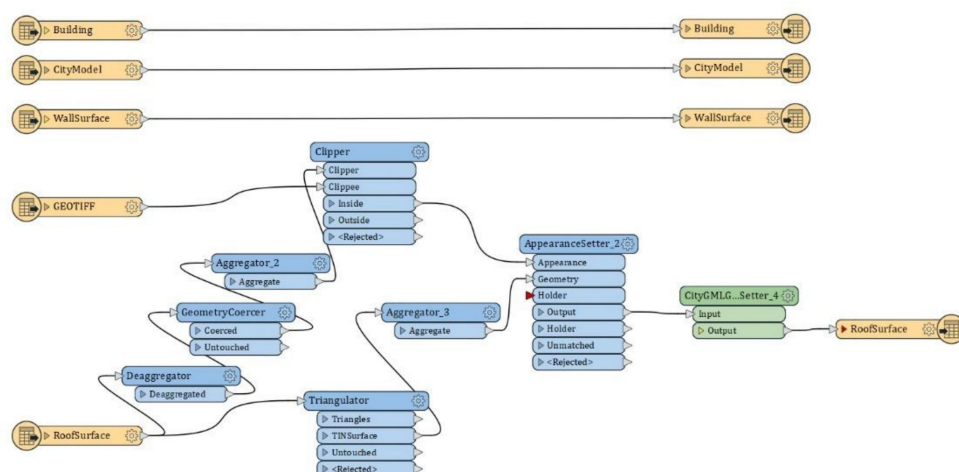 Building
Building
CityModel
CityModel
WallSurface
WallSurface
Clipper
Clipper
Clippee
GEOTIFF
Inside
Outside
<Rejected>
AppearanceSetter_2
Appearance
Aggregator_2
Aggregate
Geometry
Holder
CityGMLG...Setter_4
GeometryCoercer
Coerced
Untouched
Aggregator_3
Aggregate
Output
Input
Holder
Output
RoofSurface
Unmatched
<Rejected>
Deaggregator
Deaggregated
Triangulator
Triangles
RoofSurface
TINSurface
Untouched
<Rejected>